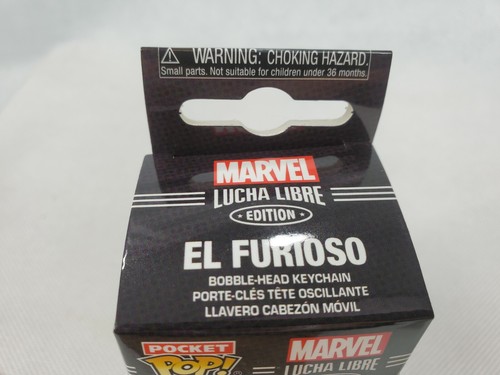 WARNING: CHOKING HAZARD.
Small parts. Not suitable for children under 36 months.
MARVEL
LUCHA LIBRE
EDITION
EL FURIOSO
BOBBLE-HEAD KEYCHAIN
PORTE-CLÉS TÊTE OSCILLANTE
LLAVERO CABEZÓN MÓVIL
POCKET
POP!
MARVEL
LUCHA LIBRE